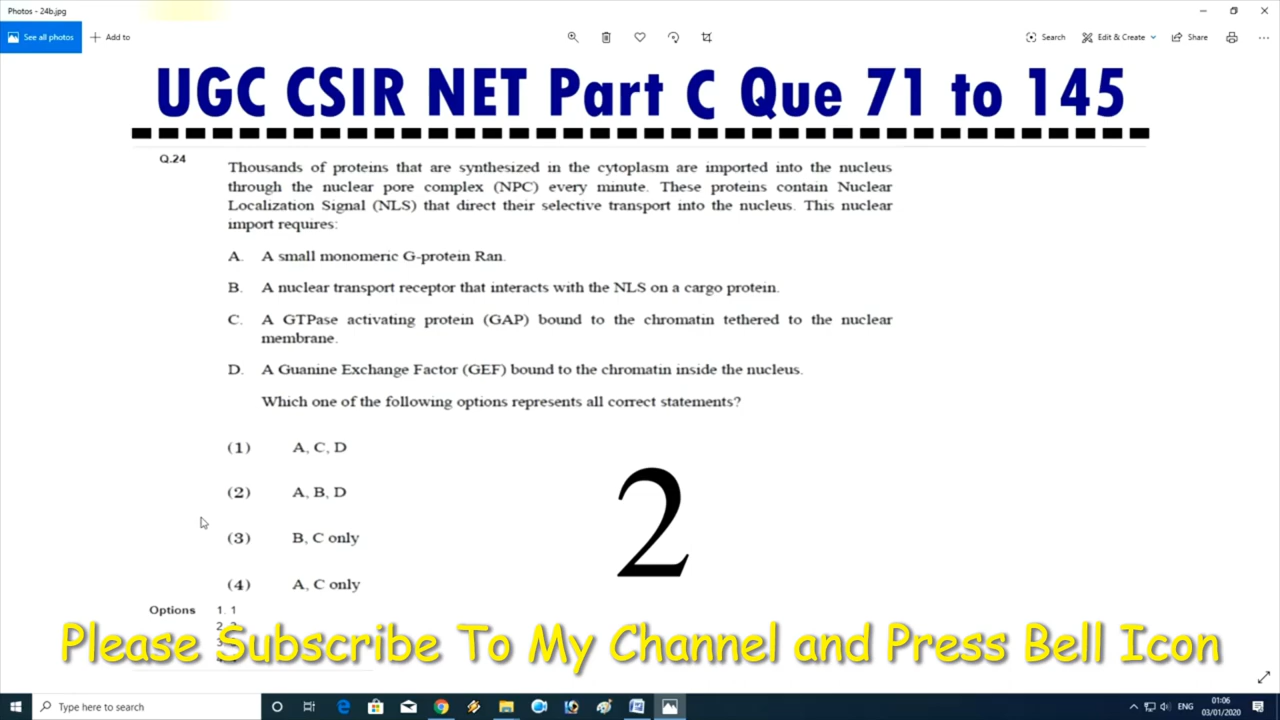 Photos - 24b.jpg
See all photos
Add to
Search
Edit & Create
Share
UGC CSIR NET Part C Que 71 to 145
Q.24
Thousands of proteins that are synthesized in the cytoplasm are imported into the nucleus
through the nuclear pore complex (NPC) every minute. These proteins contain Nuclear
Localization Signal (NLS) that direct their selective transport into the nucleus. This nuclear
import requires:
A. A small monomeric G-protein Ran.
B. A nuclear transport receptor that interacts with the NLS on a cargo protein.
C. A GTPase activating protein (GAP) bound to the chromatin tethered to the nuclear
membrane.
D. A Guanine Exchange Factor (GEF) bound to the chromatin inside the nucleus.
Which one of the following options represents all correct statements?
(1) A, C, D
(2) A, B, D
(3) B, C only
(4) A, C only
2
Options 1. 1
Please Subscribe To My Channel and Press Bell Icon
Type here to search
ENG
01:06
03/01/2020